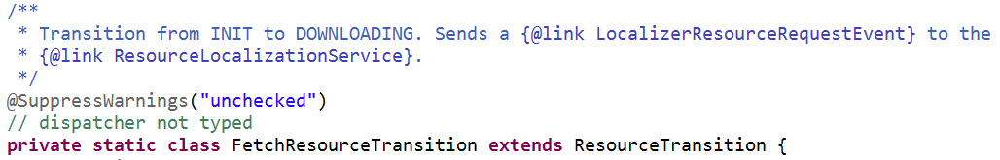 /**
 * Transition from INIT to DOWNLOADING. Sends a {@link LocalizerResourceRequestEvent} to the
 * {@link ResourceLocalizationService}.
 */
@SuppressWarnings("unchecked")
// dispatcher not typed
private static class FetchResourceTransition extends ResourceTransition {